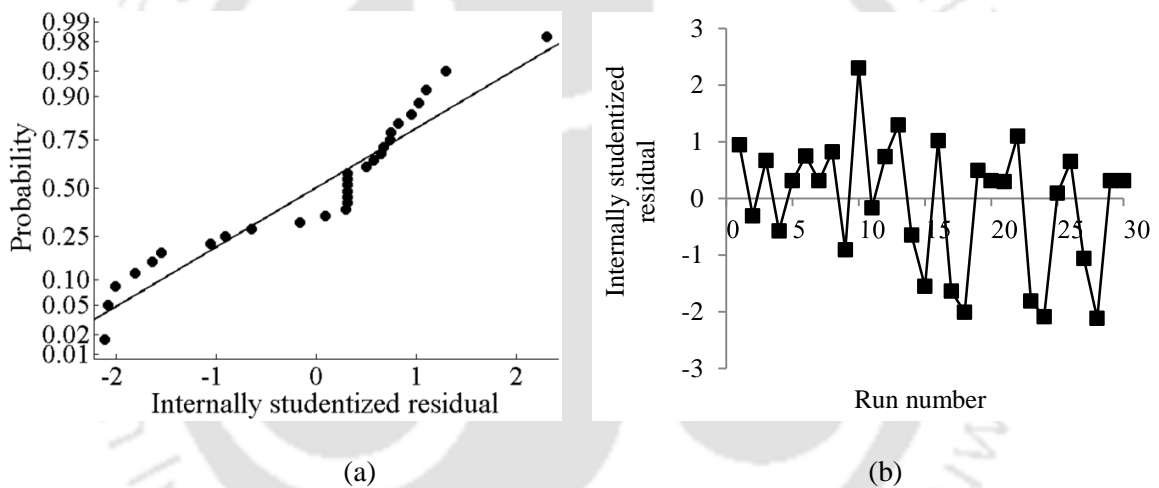 0.99
0.98
0.95
0.90
0.75
0.50
0.25
0.10
0.05
0.02
0.01
Probability
-2 -1 0 1 2
Internally studentized residual
(a)
3
2
1
0
-1
-2
-3
Internally studentized
residual
0 5 10 15 20 25 30
Run number
(b)